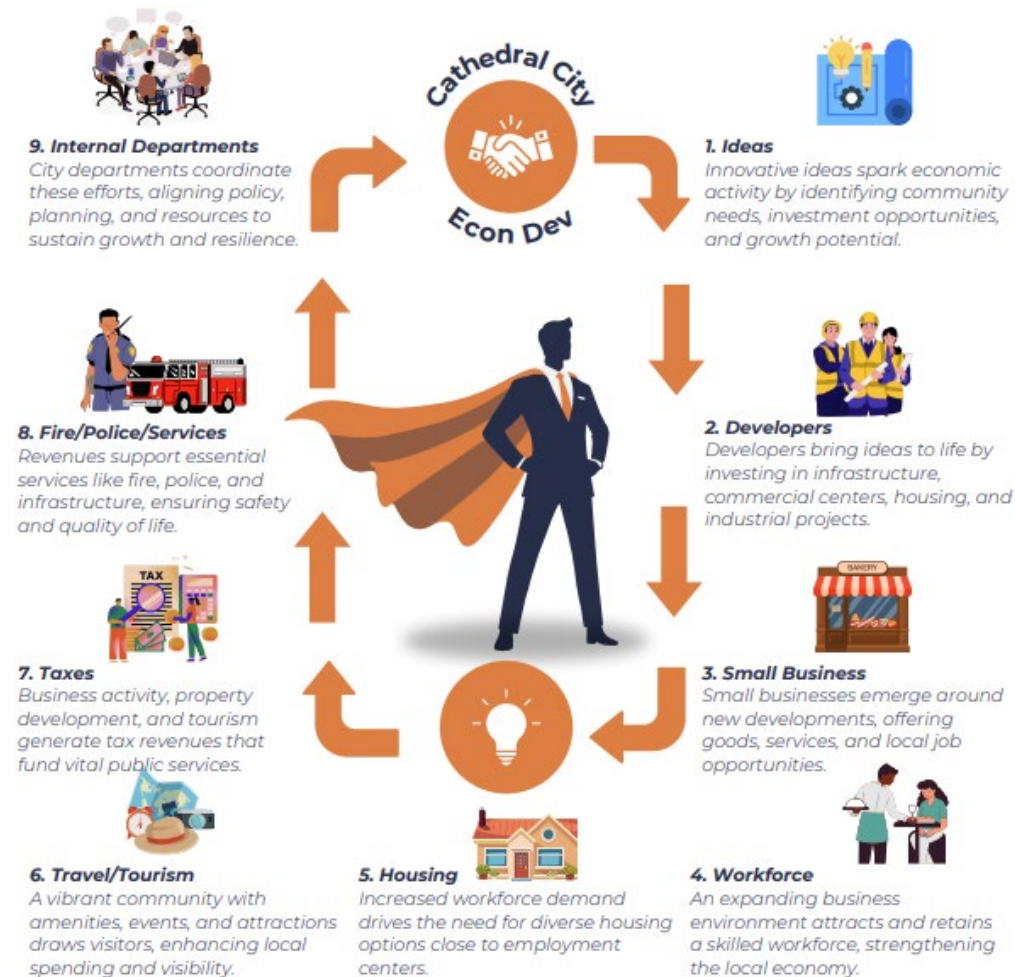 Cathedral City
Econ Dev
1. Ideas
Innovative ideas spark economic
activity by identifying community
needs, investment opportunities,
and growth potential.
2. Developers
Developers bring ideas to life by
investing in infrastructure,
commercial centers, housing, and
industrial projects.
BAKERY
3. Small Business
Small businesses emerge around
new developments, offering
goods, services, and local job
opportunities.
4. Workforce
An expanding business
environment attracts and retains
a skilled workforce, strengthening
the local economy.
5. Housing
Increased workforce demand
drives the need for diverse housing
options close to employment
centers.
6. Travel/Tourism
A vibrant community with
amenities, events, and attractions
draws visitors, enhancing local
spending and visibility.
TAX
7. Taxes
Business activity, property
development, and tourism
generate tax revenues that
fund vital public services.
8. Fire/Police/Services
Revenues support essential
services like fire, police, and
infrastructure, ensuring safety
and quality of life.
9. Internal Departments
City departments coordinate
these efforts, aligning policy,
planning, and resources to
sustain growth and resilience.